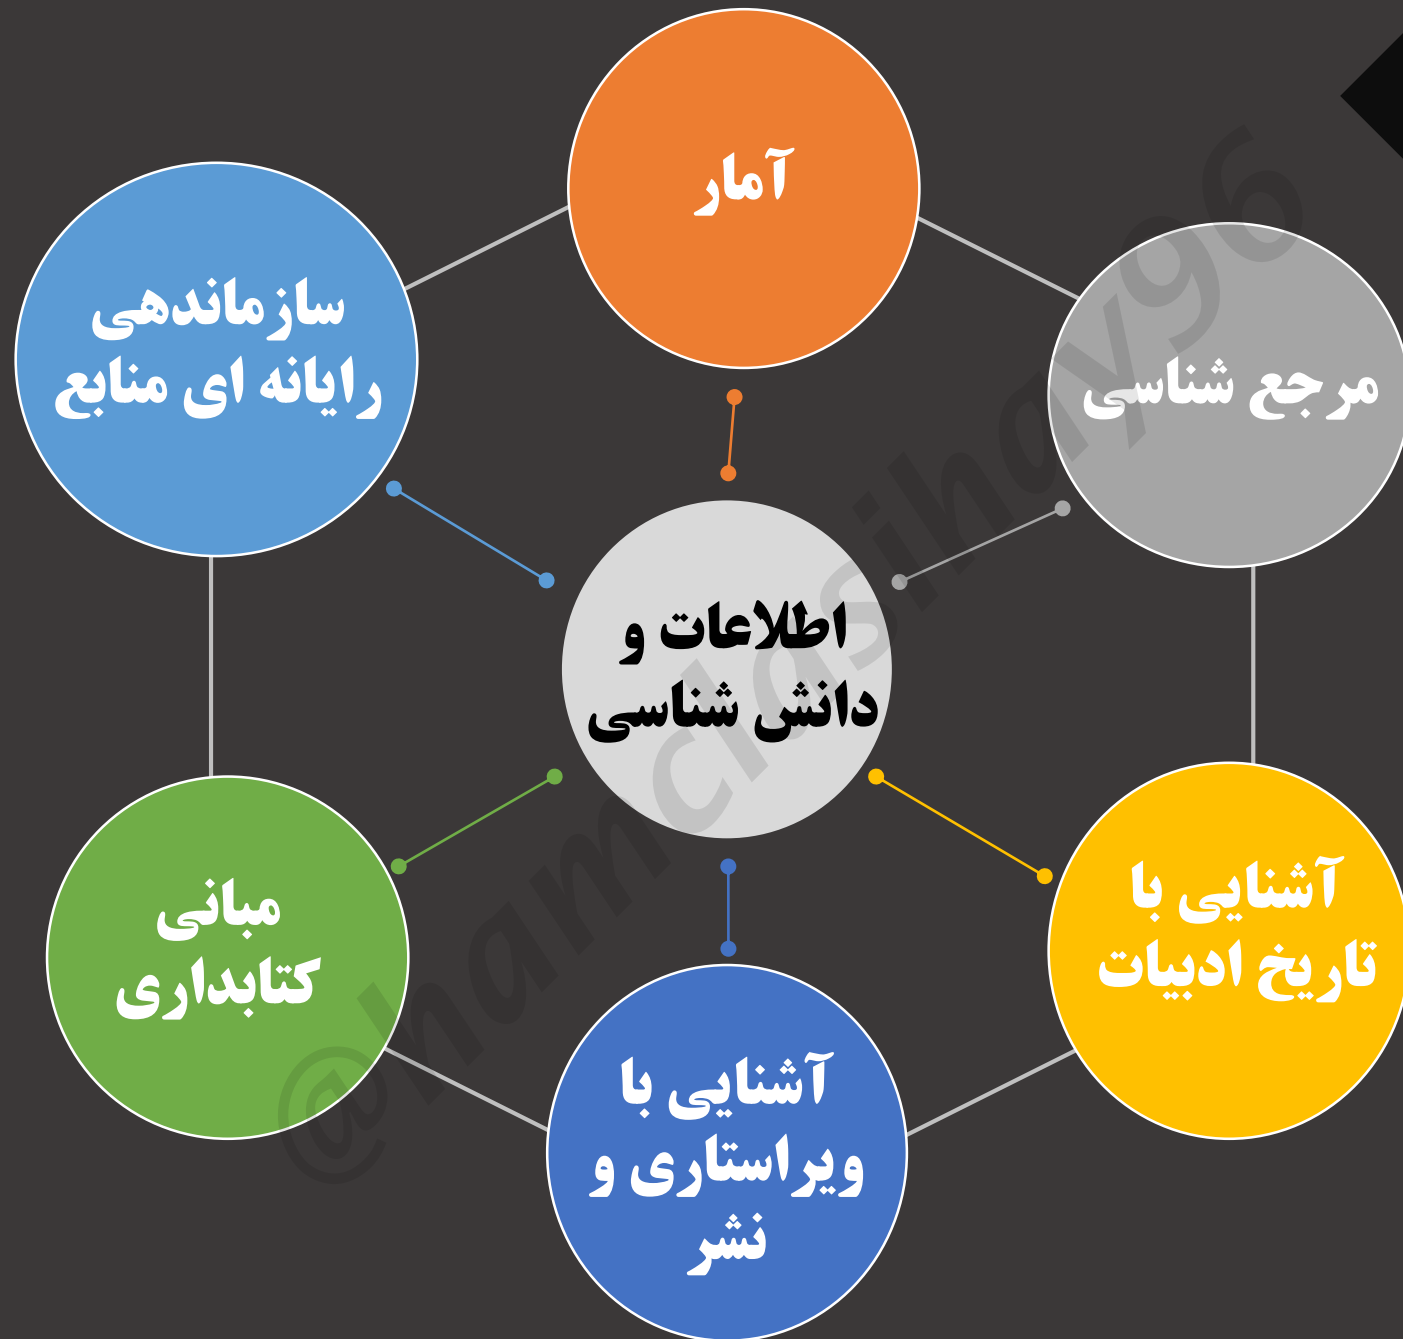 آمار
سازماندهی
رایانه ای منابع
مرجع شناسی
اطلاعات و
دانش شناسی
مبانی
کتابداری
آشنایی با
تاریخ ادبیات
آشنایی با
ویراستاری و
نشر
@hamclasihay96